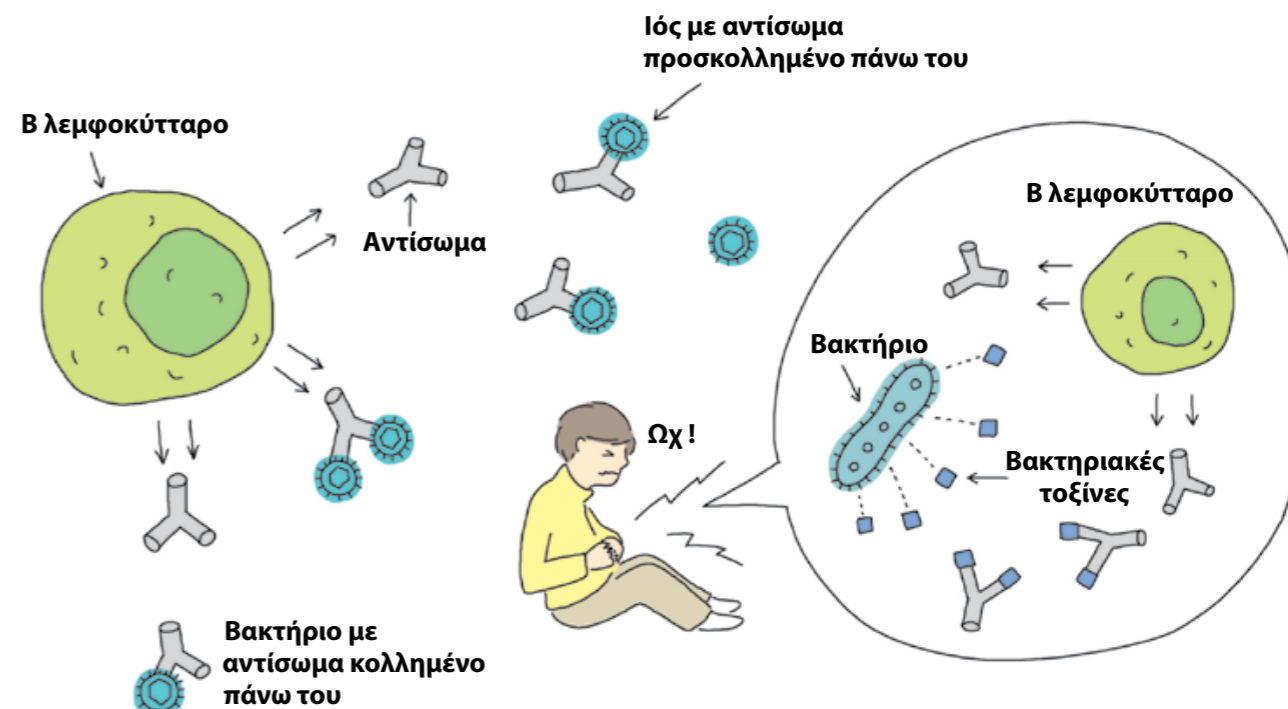 Ιός με αντίσωμα
προσκολλημένο πάνω του
Β λεμφοκύτταρο
Αντίσωμα
Β λεμφοκύτταρο
Βακτήριο
Ωχ !
Βακτηριακές
τοξίνες
Βακτήριο με
αντίσωμα κολλημένο
πάνω του